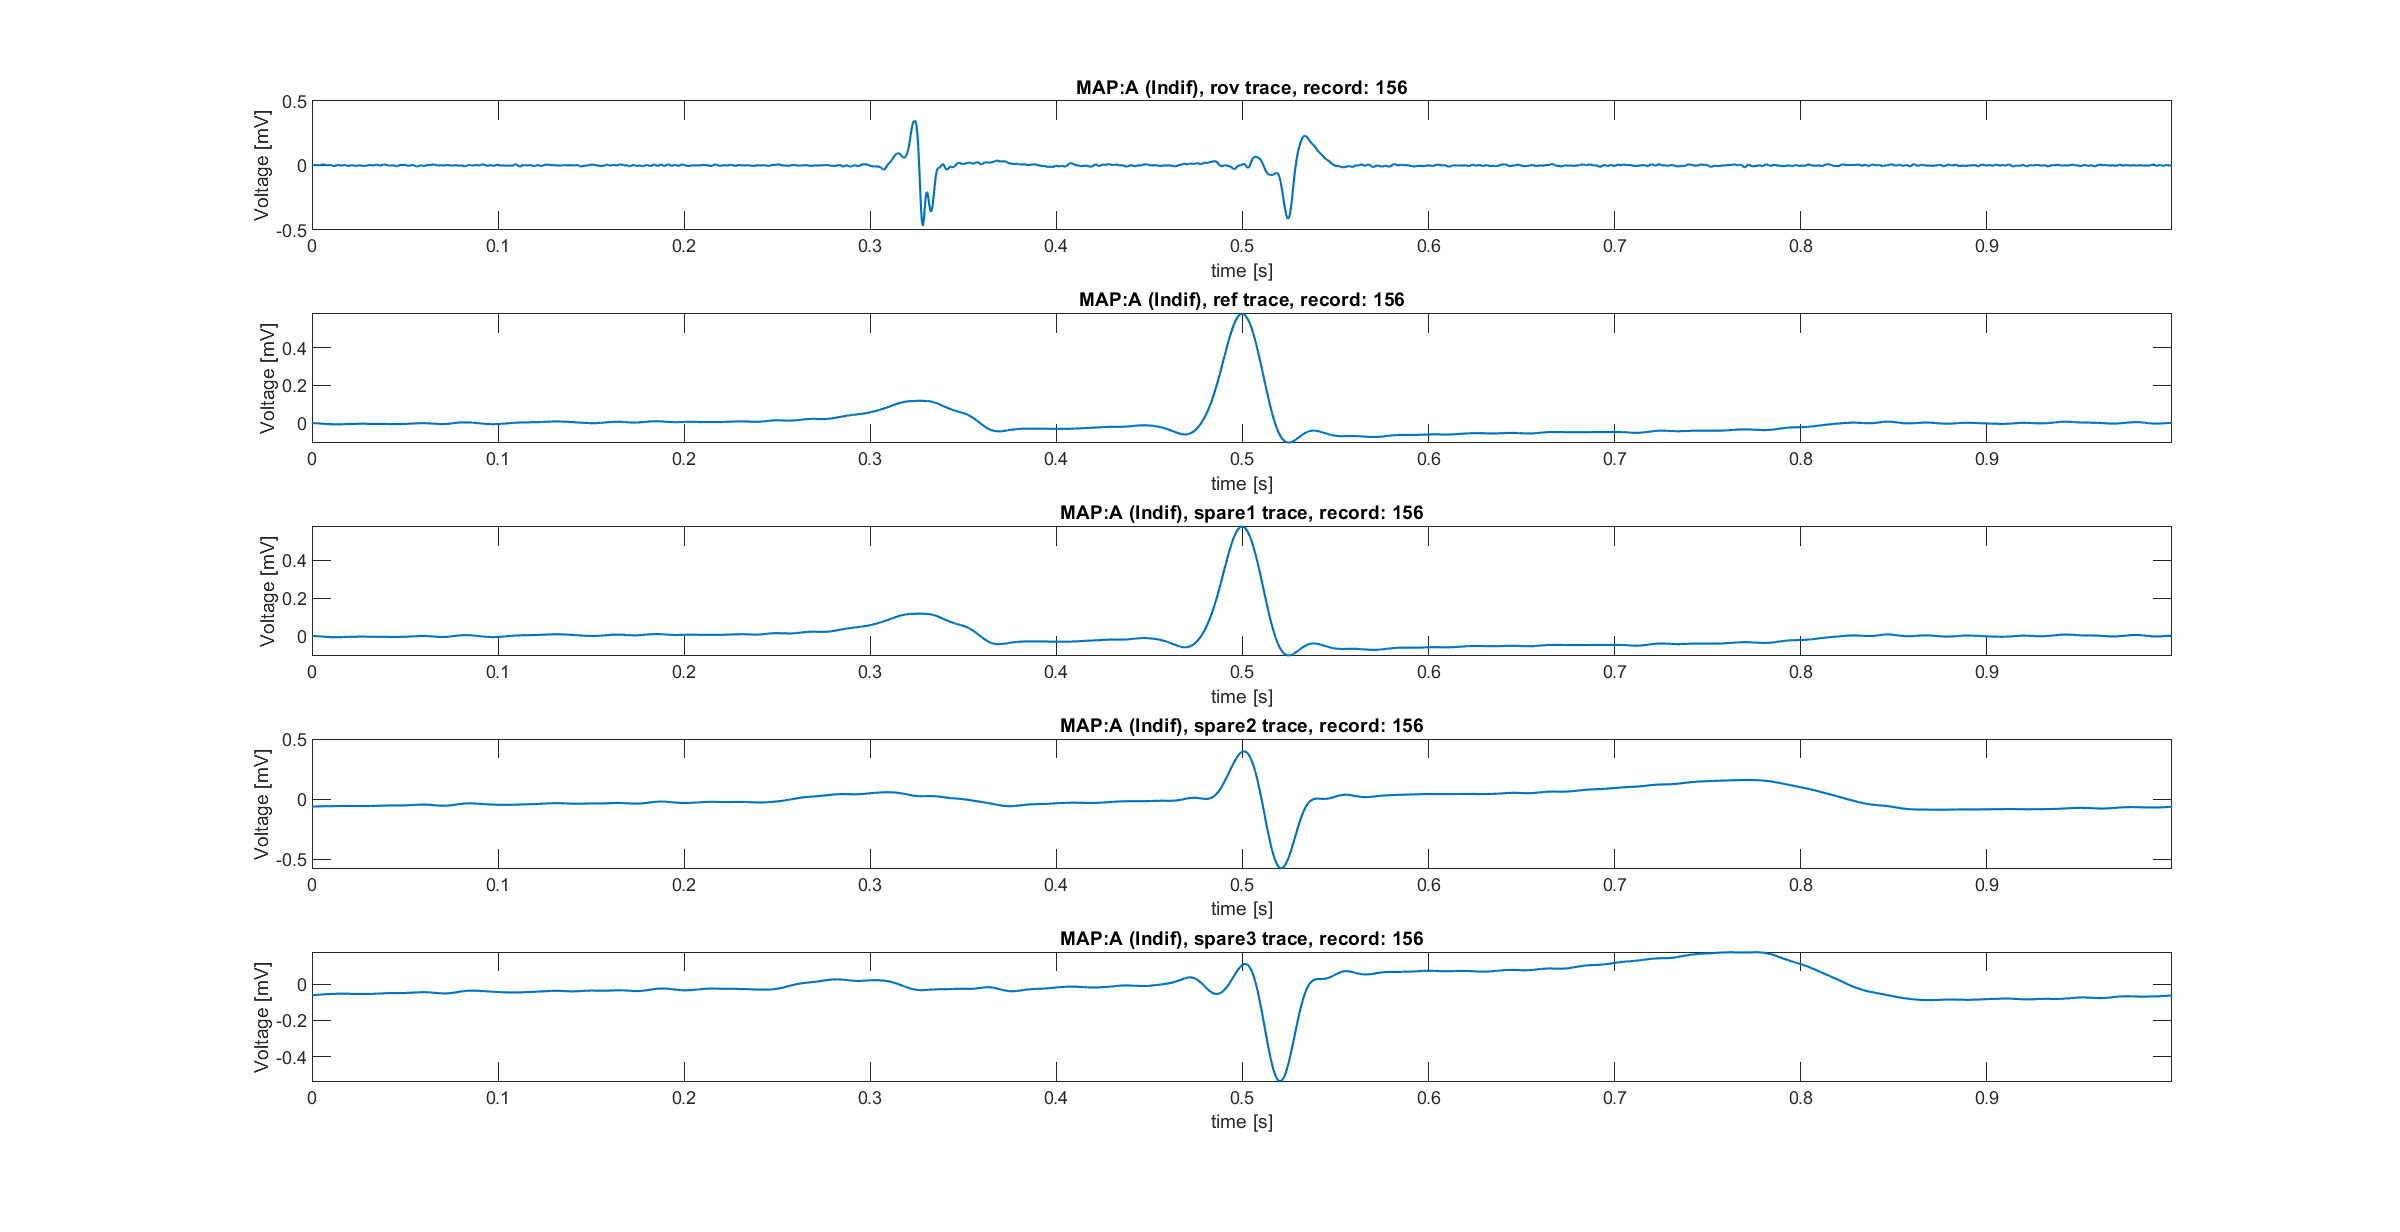 MAP:A (Indif), rov trace, record: 156
Voltage [mV]
0.5
0
-0.5
0 0.1 0.2 0.3 0.4 0.5 0.6 0.7 0.8 0.9
time [s]
MAP:A (Indif), ref trace, record: 156
Voltage [mV]
0.4
0.2
0
0 0.1 0.2 0.3 0.4 0.5 0.6 0.7 0.8 0.9
time [s]
MAP:A (Indif), spare1 trace, record: 156
Voltage [mV]
0.4
0.2
0
0 0.1 0.2 0.3 0.4 0.5 0.6 0.7 0.8 0.9
time [s]
MAP:A (Indif), spare2 trace, record: 156
Voltage [mV]
0.5
0
-0.5
0 0.1 0.2 0.3 0.4 0.5 0.6 0.7 0.8 0.9
time [s]
MAP:A (Indif), spare3 trace, record: 156
Voltage [mV]
0
-0.2
-0.4
0 0.1 0.2 0.3 0.4 0.5 0.6 0.7 0.8 0.9
time [s]